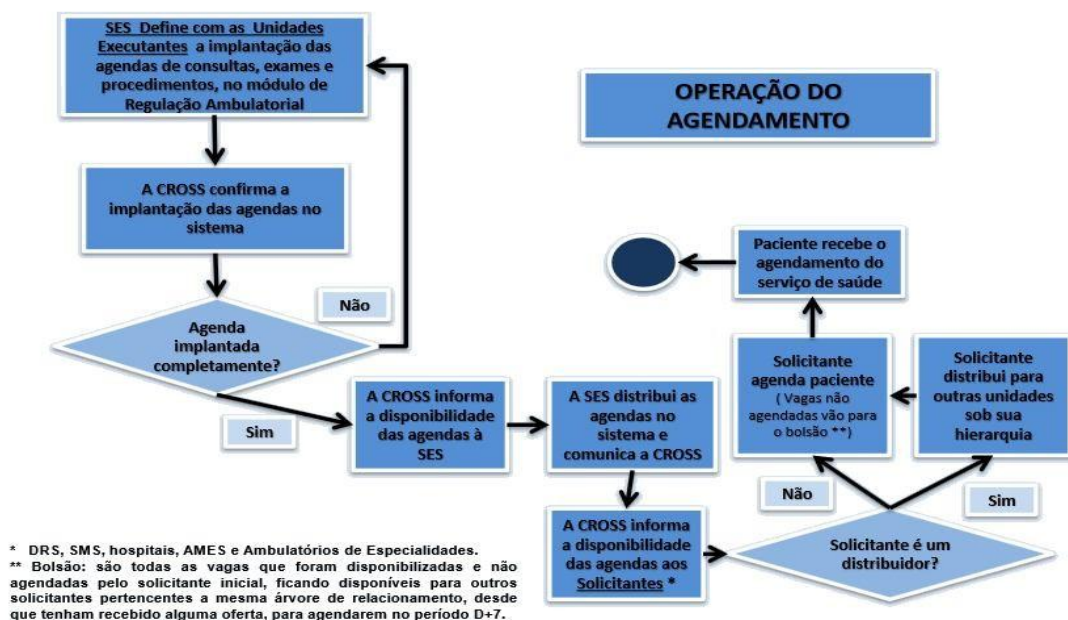 SES Define com as Unidades
Executantes a implantação das
agendas de consultas, exames e
procedimentos, no módulo de
Regulação Ambulatorial
OPERAÇÃO DO
AGENDAMENTO
A CROSS confirma a
implantação das agendas no
sistema
Paciente recebe o
agendamento do
serviço de saúde
Não
Agenda
implantada
completamente?
Sim
A CROSS informa
a disponibilidade
das agendas à
SES
A SES distribui as
agendas no
sistema e
comunica a CROSS
Solicitante
agenda paciente
( Vagas não
agendadas vão para
o bolsão **)
Solicitante
distribui para
outras unidades
sob sua
hierarquia
Não
Sim
A CROSS informa
a disponibilidade
das agendas aos
Solicitantes *
Solicitante é um
distribuidor?
* DRS, SMS, hospitais, AMES e Ambulatórios de Especialidades.
** Bolsão: são todas as vagas que foram disponibilizadas e não
agendadas pelo solicitante inicial, ficando disponíveis para outros
solicitantes pertencentes a mesma árvore de relacionamento, desde
que tenham recebido alguma oferta, para agendarem no período D+7.